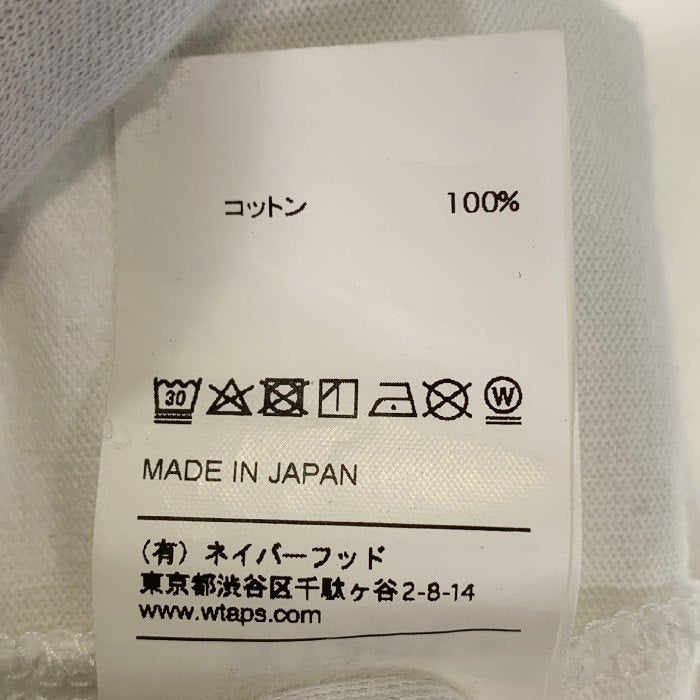 コットン 100%
30 W
MADE IN JAPAN
(有) ネイバーフッド
東京都渋谷区千駄ヶ谷2-8-14
www.wtaps.com